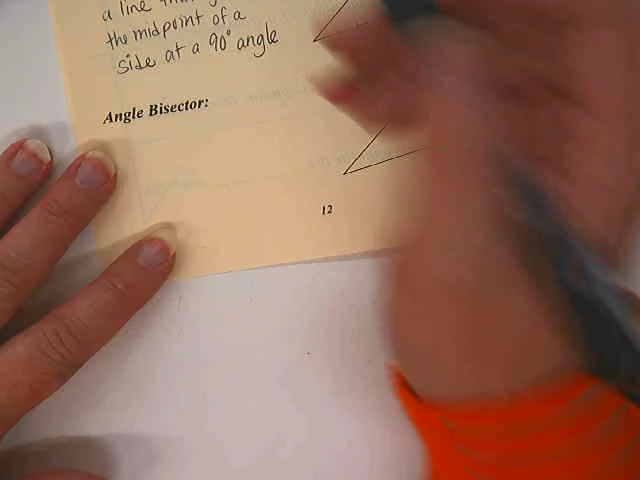 a line
the midpoint of a
side at a 90° angle
Angle Bisector:
12